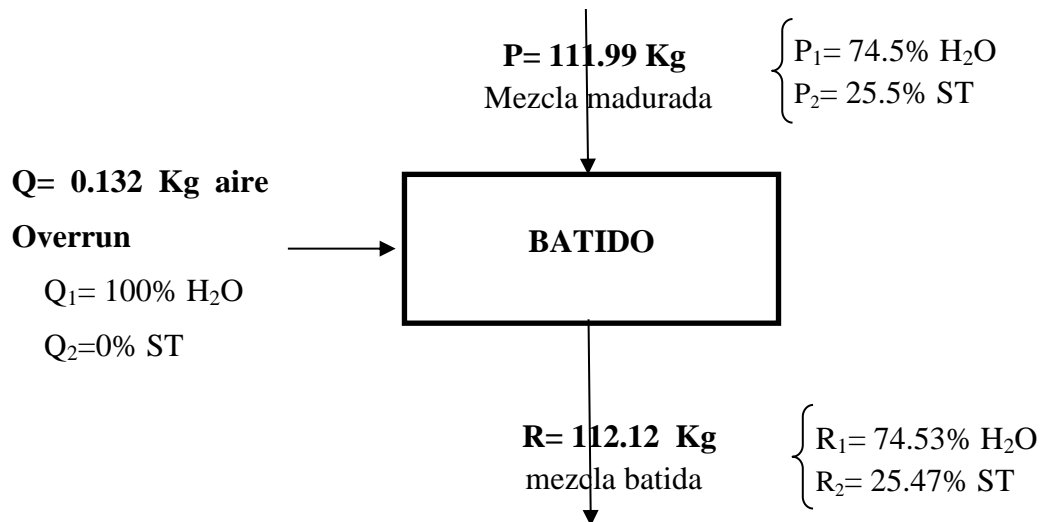 P= 111.99 Kg
Mezcla madurada
P₁= 74.5% H₂O
P₂= 25.5% ST
Q= 0.132 Kg aire
Overrun
Q₁= 100% H₂O
Q₂=0% ST
BATIDO
R= 112.12 Kg
mezcla batida
R₁= 74.53% H₂O
R₂= 25.47% ST